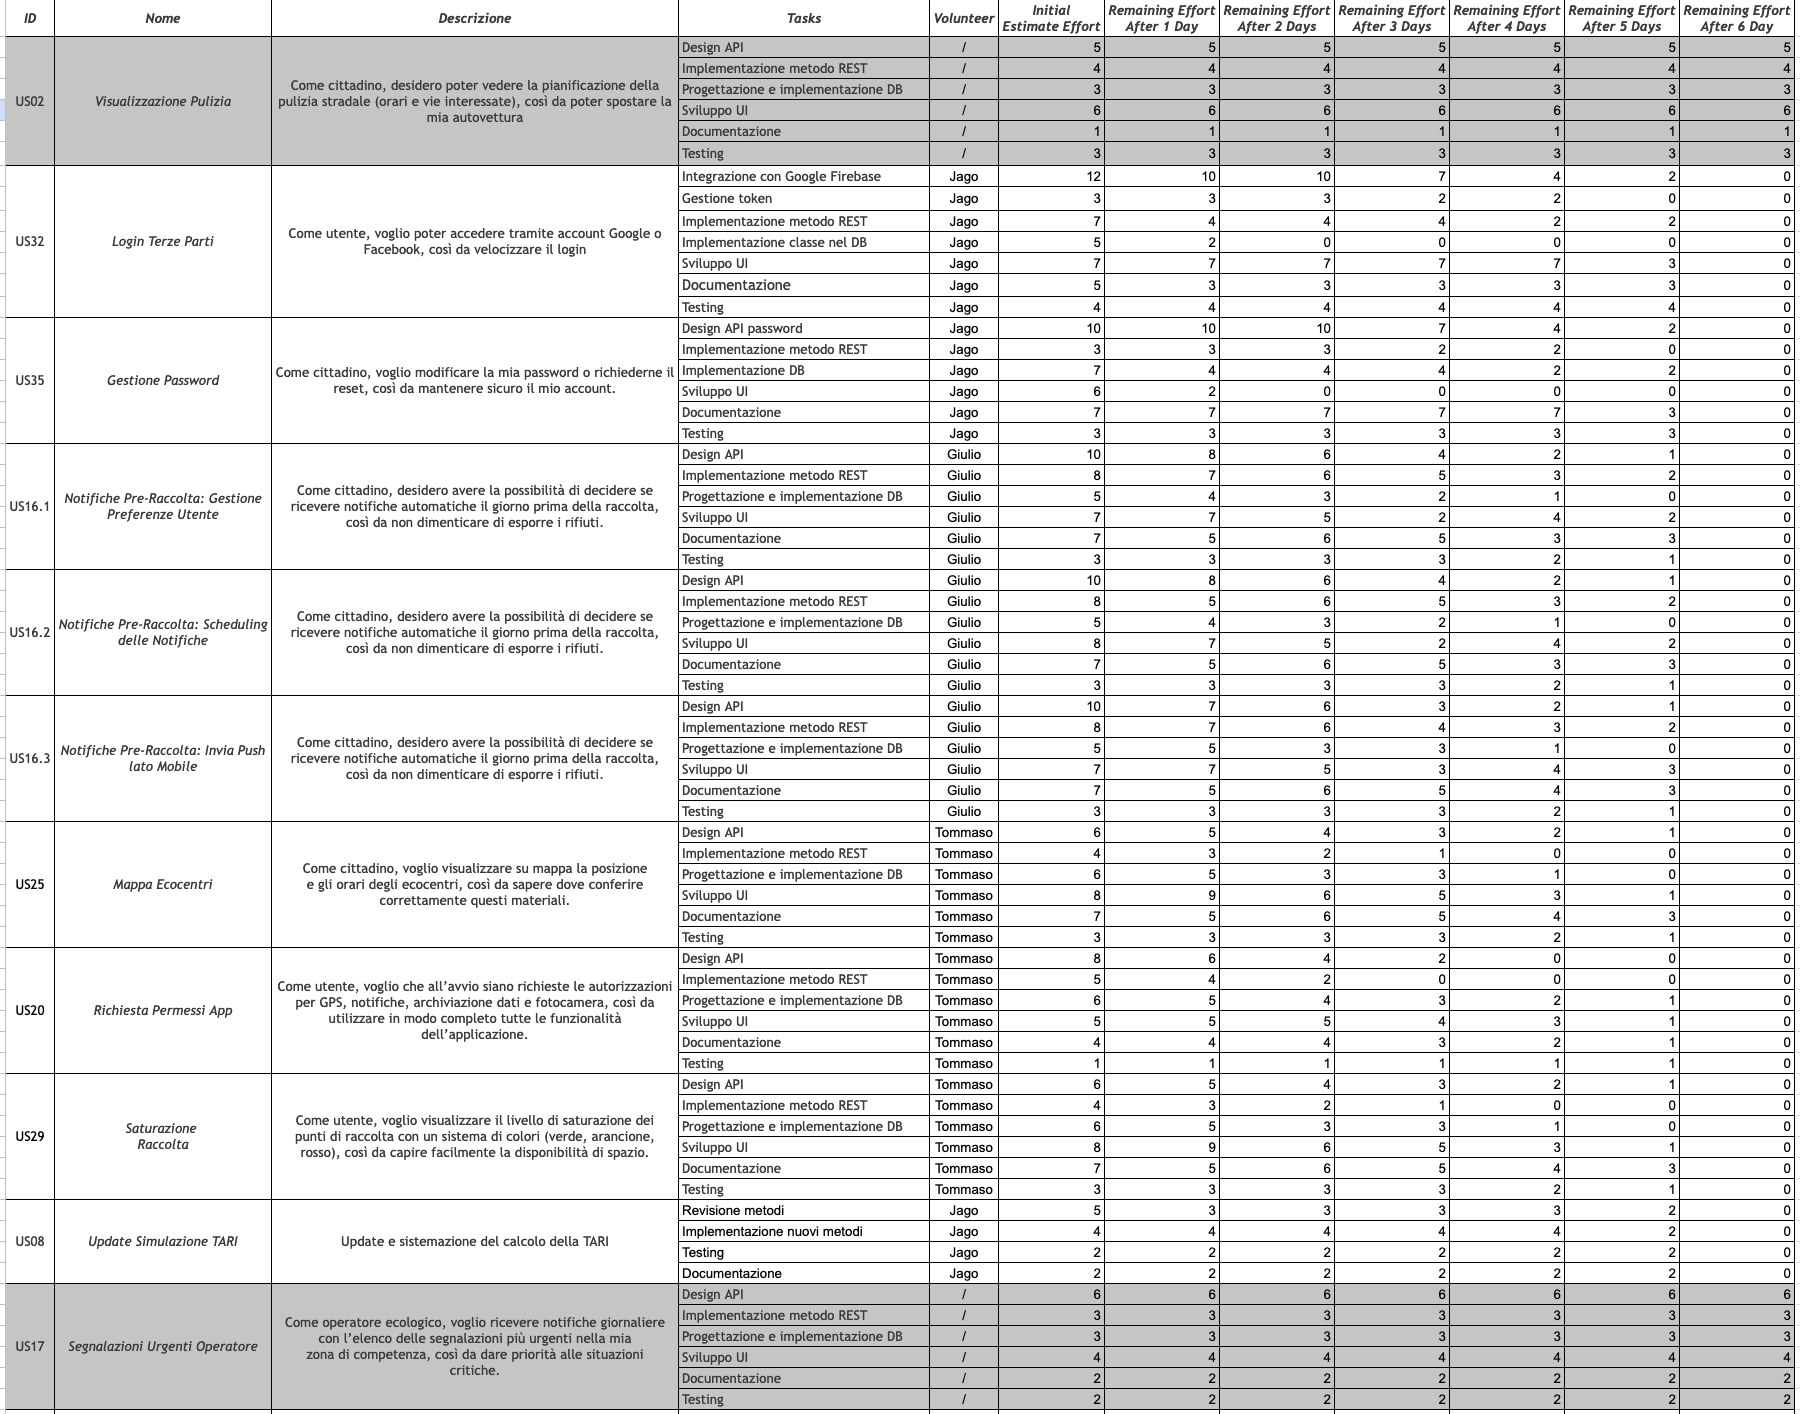 ID Nome Descrizione Tasks Volunteer Initial Estimate Effort Remaining Effort After 1 Day Remaining Effort After 2 Days Remaining Effort After 3 Days Remaining Effort After 4 Days Remaining Effort After 5 Days Remaining Effort After 6 Day
US02
Visualizzazione Pulizia
Come cittadino, desidero poter vedere la pianificazione della
pulizia stradale (orari e vie interessate), così da poter spostare la
mia autovettura
Design API / 5 5 5 5 5 5 5
Implementazione metodo REST / 4 4 4 4 4 4 4
Progettazione e implementazione DB / 3 3 3 3 3 3 3
Sviluppo UI / 6 6 6 6 6 6 6
Documentazione / 1 1 1 1 1 1 1
Testing / 3 3 3 3 3 3 3
US32
Login Terze Parti
Come utente, voglio poter accedere tramite account Google o
Facebook, così da velocizzare il login
Integrazione con Google Firebase Jago 12 10 10 7 4 2 0
Gestione token Jago 3 3 3 2 2 0 0
Implementazione metodo REST Jago 7 4 4 4 2 2 0
Implementazione classe nel DB Jago 5 2 0 0 0 0 0
Sviluppo UI Jago 7 7 7 7 7 3 0
Documentazione Jago 5 3 3 3 3 3 0
Testing Jago 4 4 4 4 4 4 0
US35
Gestione Password
Come cittadino, voglio modificare la mia password o richiederne il
reset, così da mantenere sicuro il mio account.
Design API password Jago 10 10 10 7 4 2 0
Implementazione metodo REST Jago 3 3 3 2 2 0 0
Implementazione DB Jago 7 4 4 4 2 2 0
Sviluppo UI Jago 6 2 0 0 0 0 0
Documentazione Jago 7 7 7 7 7 3 0
Testing Jago 3 3 3 3 3 3 0
US16.1
Notifiche Pre-Raccolta: Gestione
Preferenze Utente
Come cittadino, desidero avere la possibilità di decidere se
ricevere notifiche automatiche il giorno prima della raccolta,
così da non dimenticare di esporre i rifiuti.
Design API Giulio 10 8 6 4 2 1 0
Implementazione metodo REST Giulio 8 7 6 5 3 2 0
Progettazione e implementazione DB Giulio 5 4 3 2 1 0 0
Sviluppo UI Giulio 7 7 5 2 4 2 0
Documentazione Giulio 7 5 6 5 3 3 0
Testing Giulio 3 3 3 3 2 1 0
US16.2
Notifiche Pre-Raccolta: Scheduling
delle Notifiche
Come cittadino, desidero avere la possibilità di decidere se
ricevere notifiche automatiche il giorno prima della raccolta,
così da non dimenticare di esporre i rifiuti.
Design API Giulio 10 8 6 4 2 1 0
Implementazione metodo REST Giulio 8 5 6 5 3 2 0
Progettazione e implementazione DB Giulio 5 4 3 2 1 0 0
Sviluppo UI Giulio 8 7 5 2 4 2 0
Documentazione Giulio 7 5 6 5 3 3 0
Testing Giulio 3 3 3 3 2 1 0
US16.3
Notifiche Pre-Raccolta: Invia Push
lato Mobile
Come cittadino, desidero avere la possibilità di decidere se
ricevere notifiche automatiche il giorno prima della raccolta,
così da non dimenticare di esporre i rifiuti.
Design API Giulio 10 7 6 3 2 1 0
Implementazione metodo REST Giulio 8 7 6 4 3 2 0
Progettazione e implementazione DB Giulio 5 5 3 3 1 0 0
Sviluppo UI Giulio 7 7 5 3 4 3 0
Documentazione Giulio 7 5 6 5 4 3 0
Testing Giulio 3 3 3 3 2 1 0
US25
Mappa Ecocentri
Come cittadino, voglio visualizzare su mappa la posizione
e gli orari degli ecocentri, così da sapere dove conferire
correttamente questi materiali.
Design API Tommaso 6 5 4 3 2 1 0
Implementazione metodo REST Tommaso 4 3 2 1 0 0 0
Progettazione e implementazione DB Tommaso 6 5 3 3 1 0 0
Sviluppo UI Tommaso 8 9 6 5 3 1 0
Documentazione Tommaso 7 5 6 5 4 3 0
Testing Tommaso 3 3 3 3 2 1 0
US20
Richiesta Permessi App
Come utente, voglio che all’avvio siano richieste le autorizzazioni
per GPS, notifiche, archiviazione dati e fotocamera, così da
utilizzare in modo completo tutte le funzionalità
dell’applicazione.
Design API Tommaso 8 6 4 2 0 0 0
Implementazione metodo REST Tommaso 5 4 2 0 0 0 0
Progettazione e implementazione DB Tommaso 6 5 4 3 2 1 0
Sviluppo UI Tommaso 5 5 5 4 3 1 0
Documentazione Tommaso 4 4 4 3 2 1 0
Testing Tommaso 1 1 1 1 1 1 0
US29
Saturazione
Raccolta
Come utente, voglio visualizzare il livello di saturazione dei
punti di raccolta con un sistema di colori (verde, arancione,
rosso), così da capire facilmente la disponibilità di spazio.
Design API Tommaso 6 5 4 3 2 1 0
Implementazione metodo REST Tommaso 4 3 2 1 0 0 0
Progettazione e implementazione DB Tommaso 6 5 3 3 1 0 0
Sviluppo UI Tommaso 8 9 6 5 3 1 0
Documentazione Tommaso 7 5 6 5 4 3 0
Testing Tommaso 3 3 3 3 2 1 0
US08
Update Simulazione TARI
Update e sistemazione del calcolo della TARI
Revisione metodi Jago 5 3 3 3 3 2 0
Implementazione nuovi metodi Jago 4 4 4 4 4 2 0
Testing Jago 2 2 2 2 2 2 0
Documentazione Jago 2 2 2 2 2 2 0
US17
Segnalazioni Urgenti Operatore
Come operatore ecologico, voglio ricevere notifiche giornaliere
con l’elenco delle segnalazioni più urgenti nella mia
zona di competenza, così da dare priorità alle situazioni
critiche.
Design API / 6 6 6 6 6 6 6
Implementazione metodo REST / 3 3 3 3 3 3 3
Progettazione e implementazione DB / 3 3 3 3 3 3 3
Sviluppo UI / 4 4 4 4 4 4 4
Documentazione / 2 2 2 2 2 2 2
Testing / 2 2 2 2 2 2 2